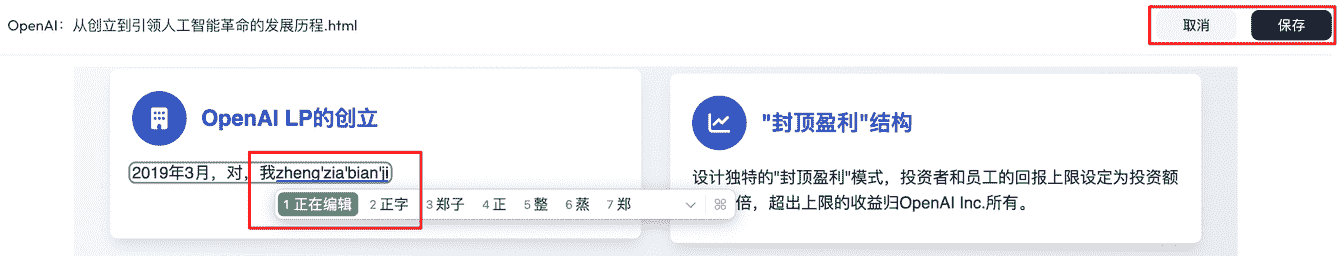 OpenAI：从创立到引领人工智能革命的发展历程.html
取消
保存
OpenAI LP的创立
2019年3月，对，我zheng'zia'bian'ji
1 正在编辑 2 正字 3 郑子 4 正 5 整 6 蒸 7 郑
"封顶盈利"结构
设计独特的"封顶盈利"模式，投资者和员工的回报上限设定为投资额
倍，超出上限的收益归OpenAI Inc.所有。